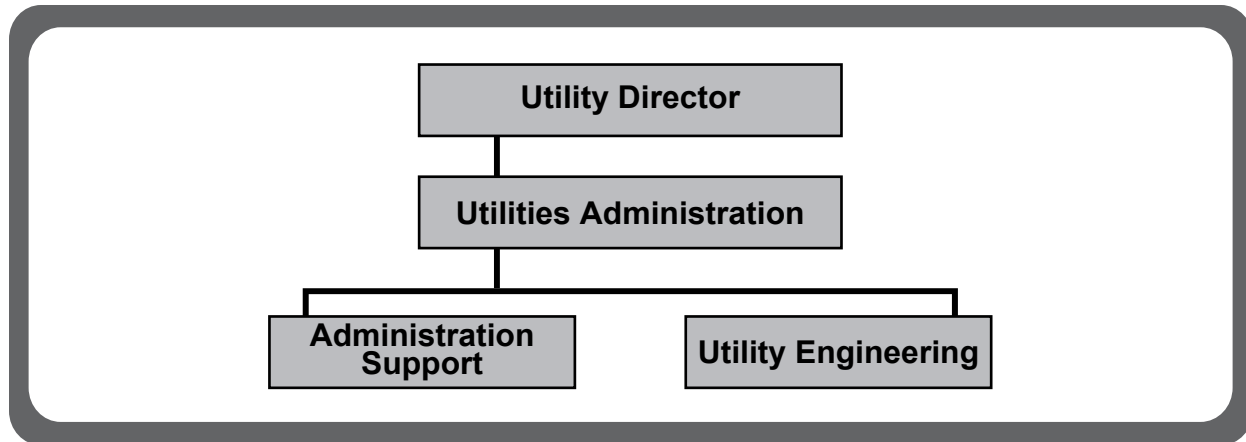 Utility Director
Utilities Administration
Administration
Support
Utility Engineering